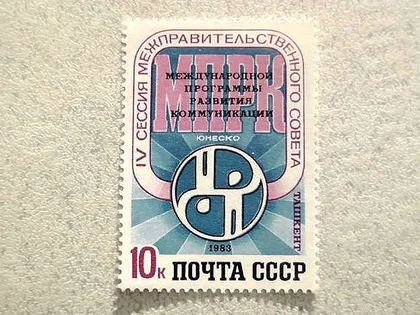 IV СЕССИЯ МЕЖПРАВИТЕЛЬСТВЕННОГО СОВЕТА
МПРК
МЕЖДУНАРОДНОЙ
ПРОГРАММЫ
РАЗВИТИЯ
КОММУНИКАЦИИ
ЮНЕСКО
ТАШКЕНТ
1983
10к ПОЧТА СССР